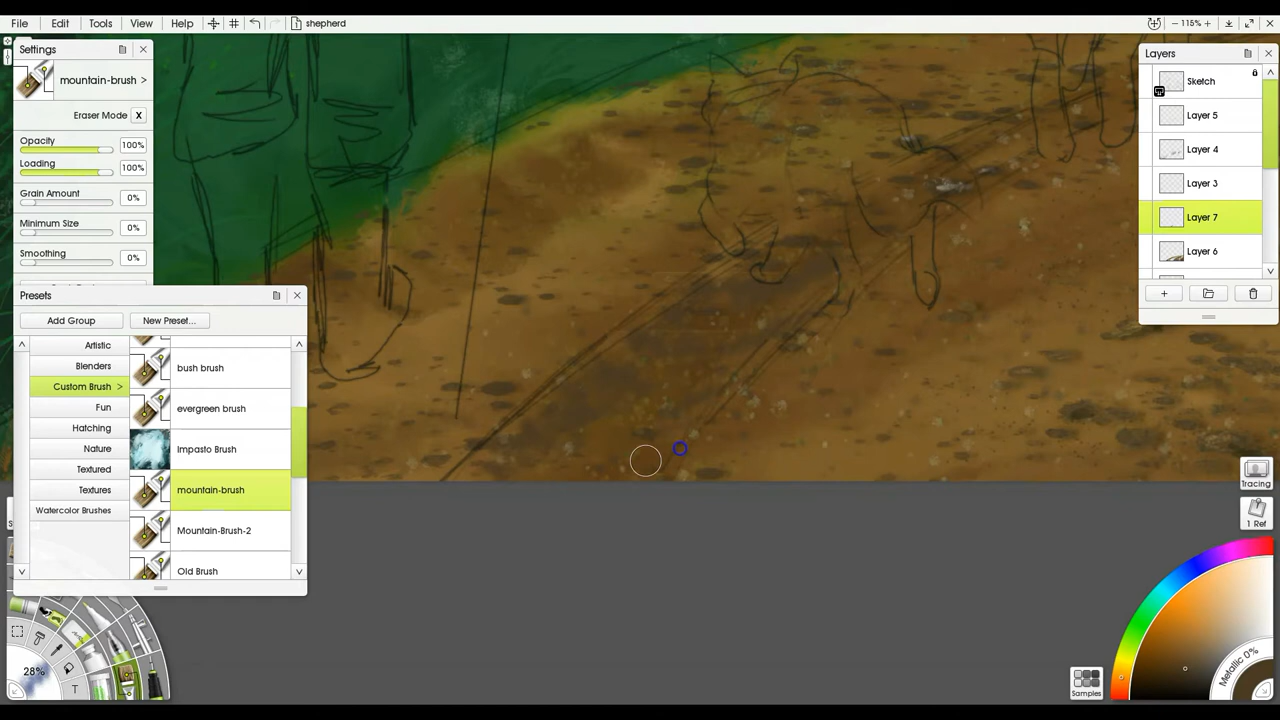 File Edit Tools View Help shepherd - 115% +
Settings
mountain-brush >
Eraser Mode X
Opacity 100%
Loading 100%
Grain Amount 0%
Minimum Size 0%
Smoothing 0%
Presets
Add Group New Preset...
Artistic
Blenders
Custom Brush >
Fun
Hatching
Nature
Textured
Textures
Watercolor Brushes
bush brush
evergreen brush
Impasto Brush
mountain-brush
Mountain-Brush-2
Old Brush
28%
T
Layers
Sketch
Layer 5
Layer 4
Layer 3
Layer 7
Layer 6
+
Tracing
1 Ref
Metallic 0%
Samples